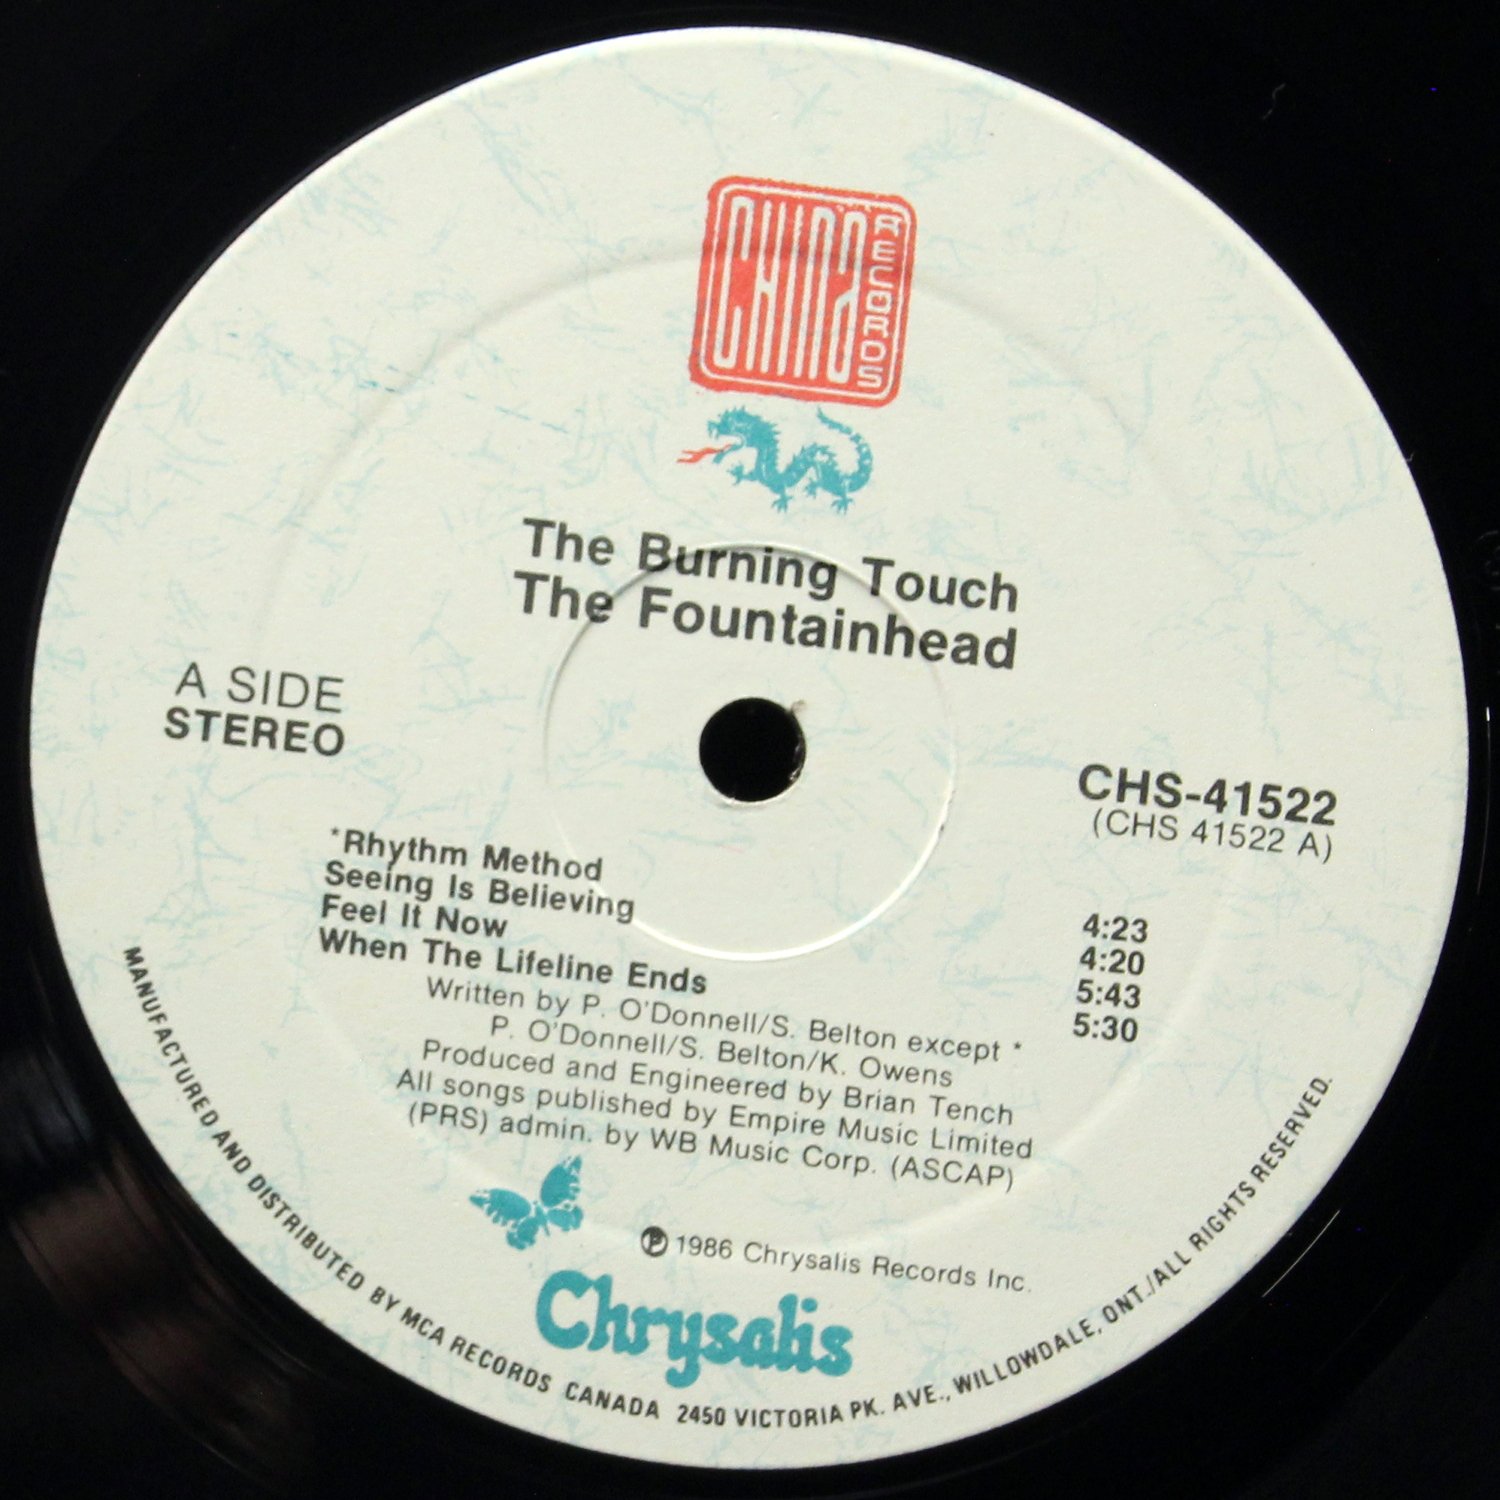 CHINA RECORDS
The Burning Touch
The Fountainhead
A SIDE
STEREO
CHS-41522
(CHS 41522 A)
*Rhythm Method 4:23
Seeing Is Believing 4:20
Feel It Now 5:43
When The Lifeline Ends 5:30
Written by P. O'Donnell/S. Belton except *
P. O'Donnell/S. Belton/K. Owens
Produced and Engineered by Brian Tench
All songs published by Empire Music Limited
(PRS) admin. by WB Music Corp. (ASCAP)
℗ 1986 Chrysalis Records Inc.
Chrysalis
MANUFACTURED AND DISTRIBUTED BY MCA RECORDS CANADA 2450 VICTORIA PK. AVE., WILLOWDALE, ONT./ALL RIGHTS RESERVED.